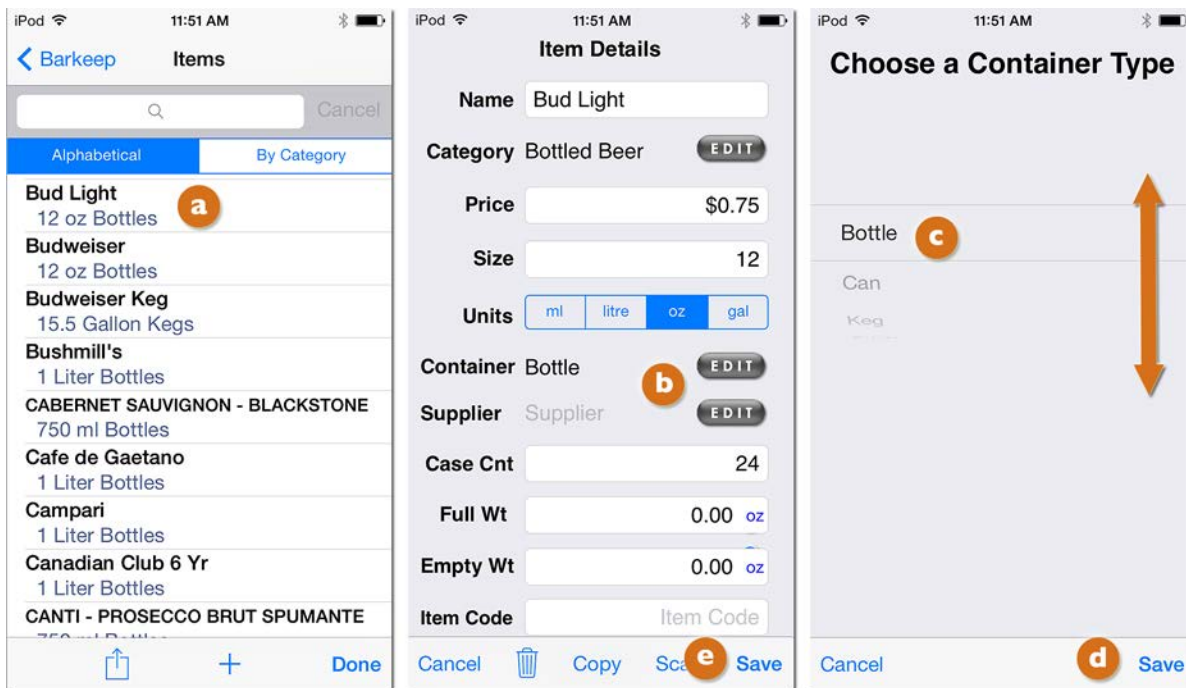 iPod 11:51 AM
Barkeep Items
Cancel
Alphabetical By Category
Bud Light
12 oz Bottles
a
Budweiser
12 oz Bottles
Budweiser Keg
15.5 Gallon Kegs
Bushmill's
1 Liter Bottles
CABERNET SAUVIGNON - BLACKSTONE
750 ml Bottles
Cafe de Gaetano
1 Liter Bottles
Campari
1 Liter Bottles
Canadian Club 6 Yr
1 Liter Bottles
CANTI - PROSECCO BRUT SPUMANTE
Done
iPod 11:51 AM
Item Details
Name Bud Light
Category Bottled Beer EDIT
Price $0.75
Size 12
Units ml litre oz gal
Container Bottle EDIT
b
Supplier Supplier EDIT
Case Cnt 24
Full Wt 0.00 oz
Empty Wt 0.00 oz
Item Code Item Code
Cancel Copy e Save
iPod 11:51 AM
Choose a Container Type
Bottle c
Can
Keg
Cancel d Save